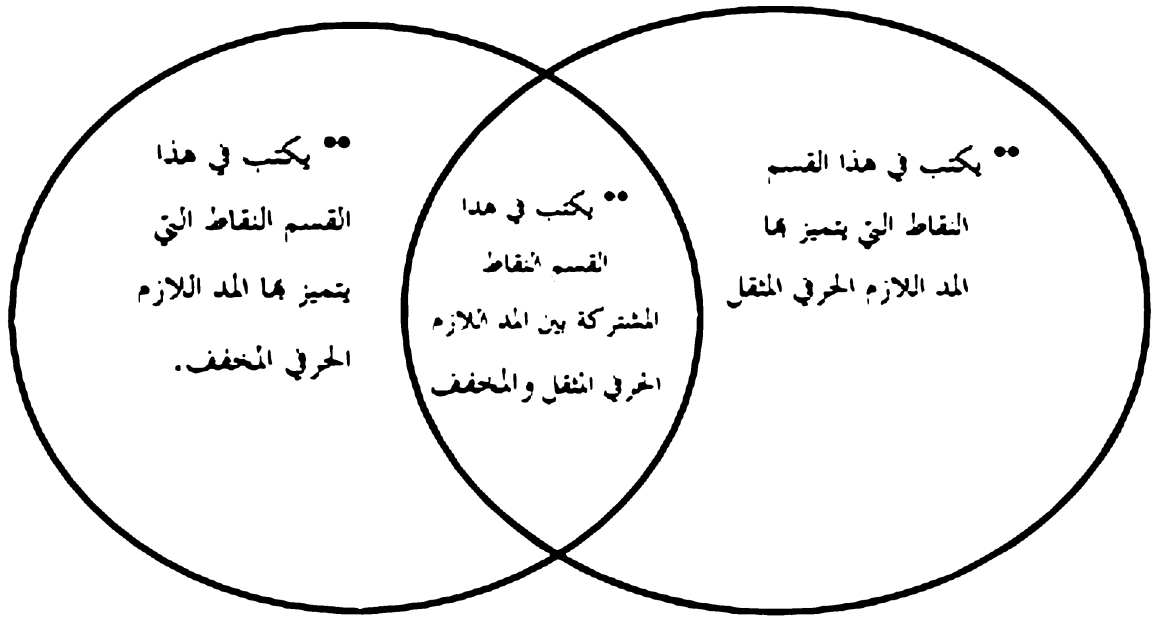 •• يكتب في هذا القسم
النقاط التي يتميز بها
المد اللازم الحرفي المثقل
•• يكتب في هذا
القسم النقاط
المشتركة بين المد اللازم
الحرفي المثقل والمخفف
•• يكتب في هذا
القسم النقاط التي
يتميز بها المد اللازم
الحرفي المخفف.